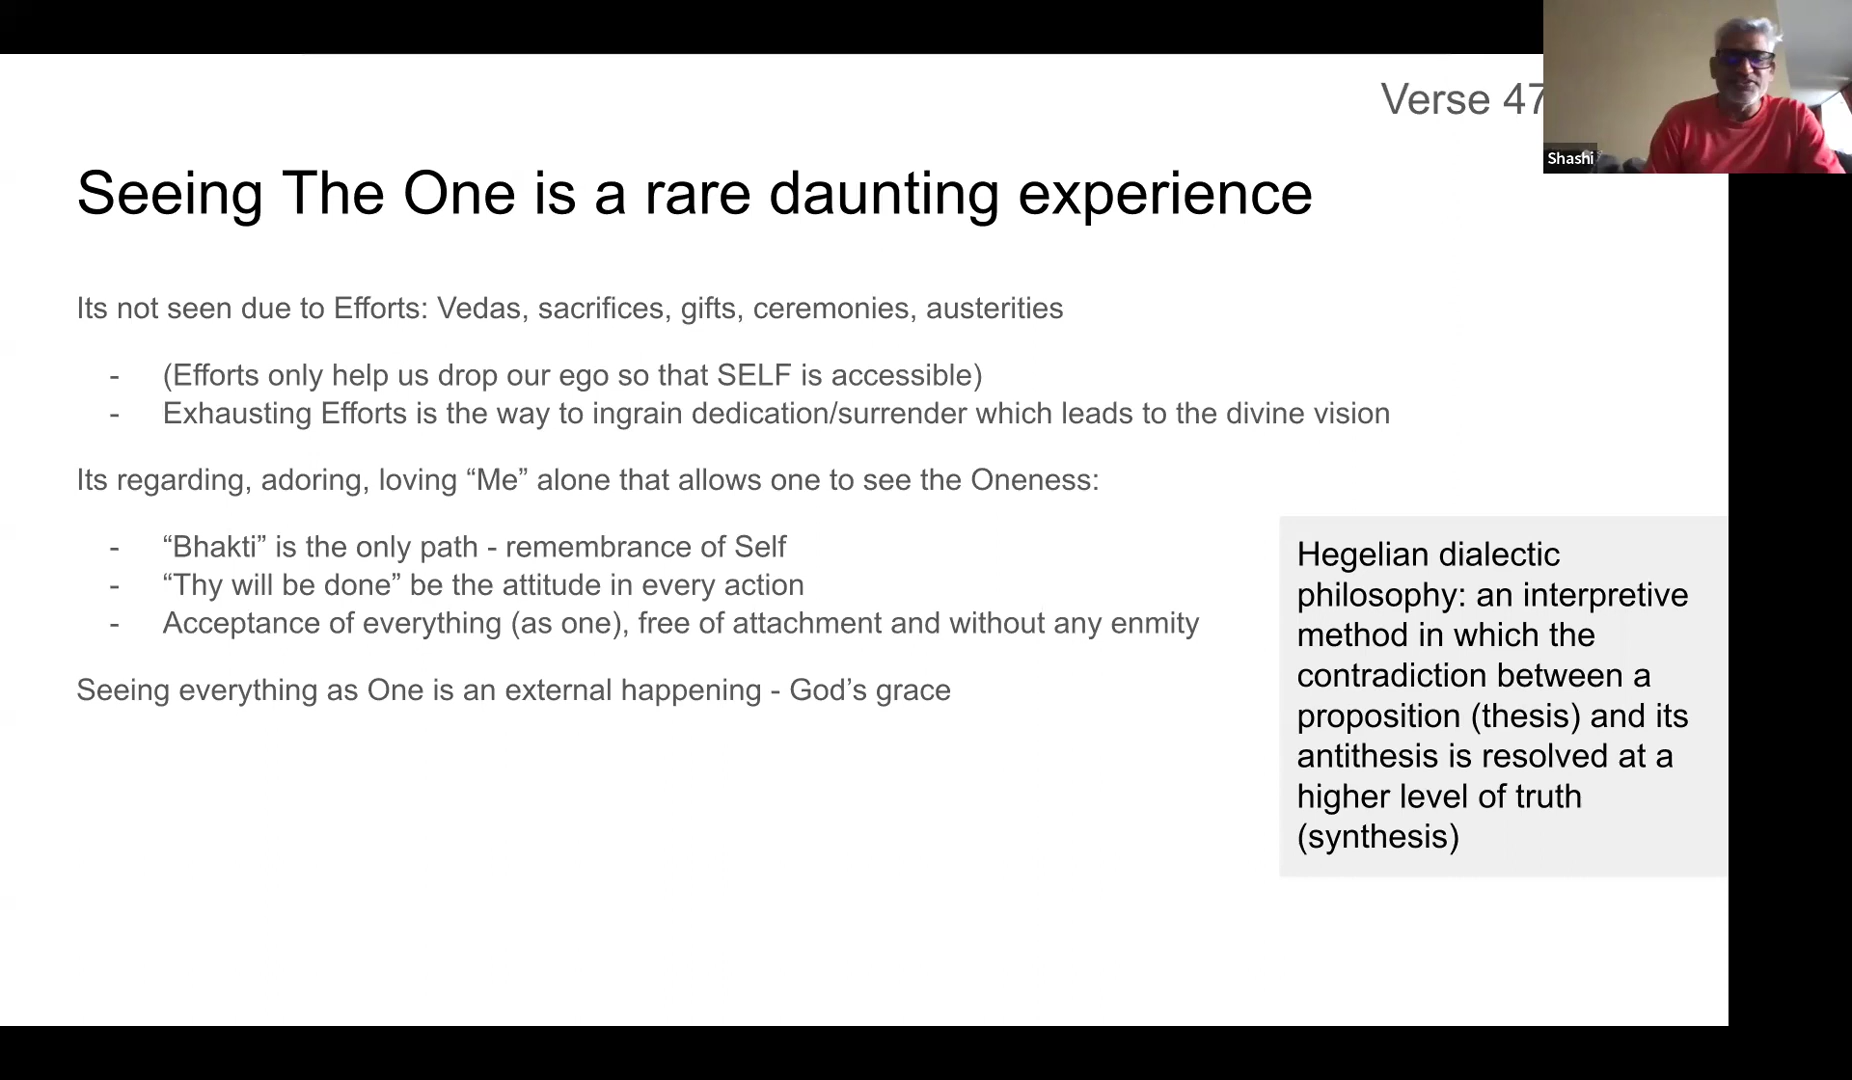 Verse 47
Shashi
Seeing The One is a rare daunting experience
Its not seen due to Efforts: Vedas, sacrifices, gifts, ceremonies, austerities
- (Efforts only help us drop our ego so that SELF is accessible)
- Exhausting Efforts is the way to ingrain dedication/surrender which leads to the divine vision
Its regarding, adoring, loving “Me” alone that allows one to see the Oneness:
- “Bhakti” is the only path - remembrance of Self
- “Thy will be done” be the attitude in every action
- Acceptance of everything (as one), free of attachment and without any enmity
Seeing everything as One is an external happening - God’s grace
Hegelian dialectic
philosophy: an interpretive
method in which the
contradiction between a
proposition (thesis) and its
antithesis is resolved at a
higher level of truth
(synthesis)